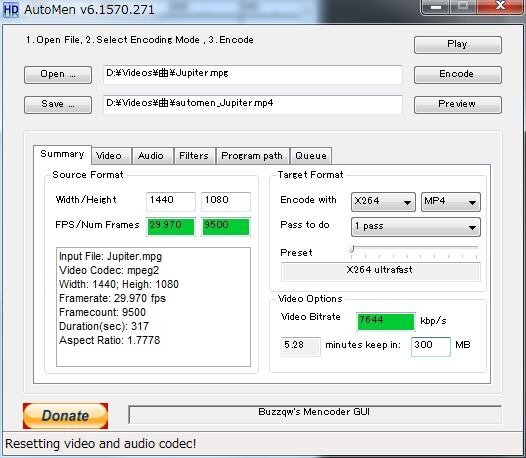 HD AutoMen v6.1570.271
1. Open File, 2. Select Encoding Mode , 3. Encode
Play
Open ... D:¥Videos¥曲¥Jupiter.mpg Encode
Save ... D:¥Videos¥曲¥automen_Jupiter.mp4 Preview
Summary Video Audio Filters Program path Queue
Source Format
Width/Height 1440 1080
FPS/Num Frames 29.970 9500
Input File: Jupiter.mpg
Video Codec: mpeg2
Width: 1440; Heigh: 1080
Framerate: 29.970 fps
Framecount: 9500
Duration(sec): 317
Aspect Ratio: 1.7778
Target Format
Encode with X264 MP4
Pass to do 1 pass
Preset
X264 ultrafast
Video Options
Video Bitrate 7644 kbp/s
5:28 minutes keep in: 300 MB
Donate Buzzqw's Mencoder GUI
Resetting video and audio codec!